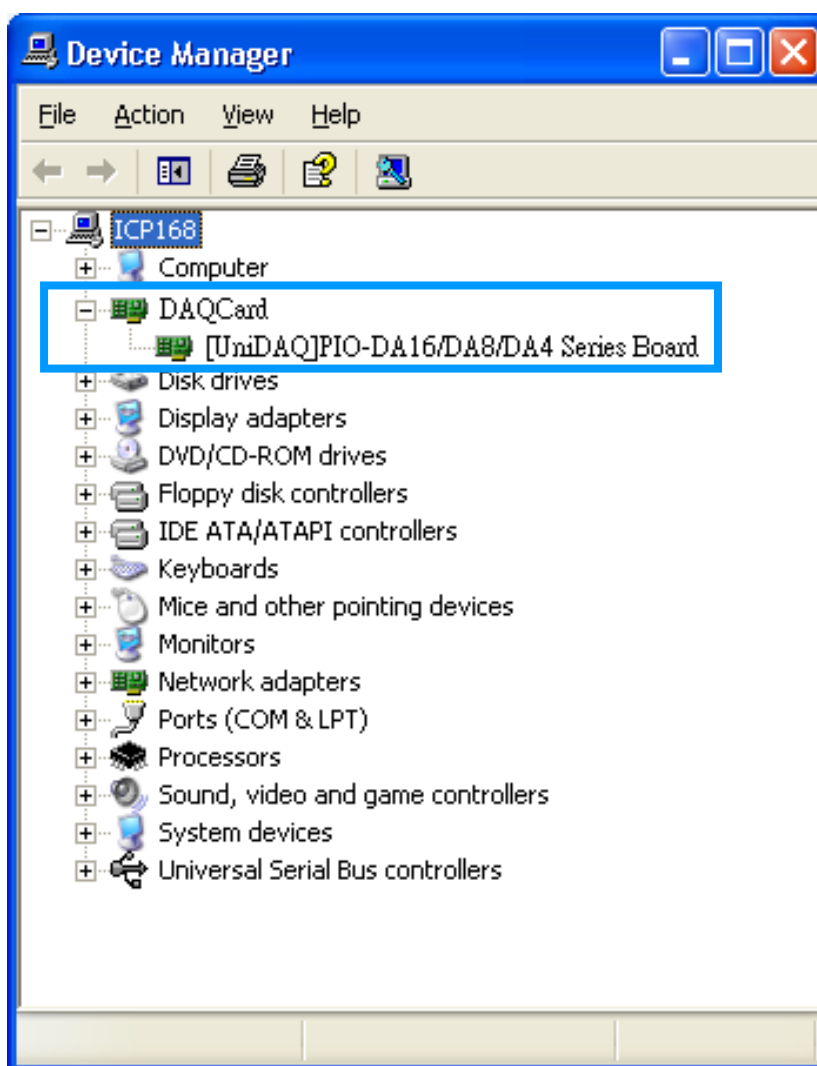 Device Manager
File Action View Help
ICP168
Computer
DAQCard
[UniDAQ]PIO-DA16/DA8/DA4 Series Board
Disk drives
Display adapters
DVD/CD-ROM drives
Floppy disk controllers
IDE ATA/ATAPI controllers
Keyboards
Mice and other pointing devices
Monitors
Network adapters
Ports (COM & LPT)
Processors
Sound, video and game controllers
System devices
Universal Serial Bus controllers